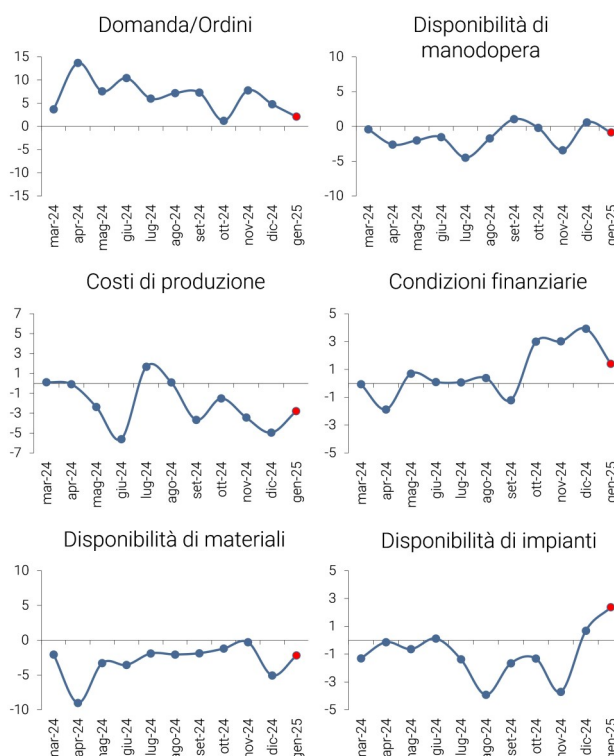 Domanda/Ordini
15
10
5
0
-5
-10
-15
mar-24
apr-24
mag-24
giu-24
lug-24
ago-24
set-24
ott-24
nov-24
dic-24
gen-25
Disponibilità di
manodopera
10
5
0
-5
-10
mar-24
apr-24
mag-24
giu-24
lug-24
ago-24
set-24
ott-24
nov-24
dic-24
gen-25
Costi di produzione
7
5
3
1
-1
-3
-5
-7
mar-24
apr-24
mag-24
giu-24
lug-24
ago-24
set-24
ott-24
nov-24
dic-24
gen-25
Condizioni finanziarie
5
3
1
-1
-3
-5
mar-24
apr-24
mag-24
giu-24
lug-24
ago-24
set-24
ott-24
nov-24
dic-24
gen-25
Disponibilità di materiali
10
5
0
-5
-10
mar-24
apr-24
mag-24
giu-24
lug-24
ago-24
set-24
ott-24
nov-24
dic-24
gen-25
Disponibilità di impianti
5
3
1
-1
-3
-5
mar-24
apr-24
mag-24
giu-24
lug-24
ago-24
set-24
ott-24
nov-24
dic-24
gen-25